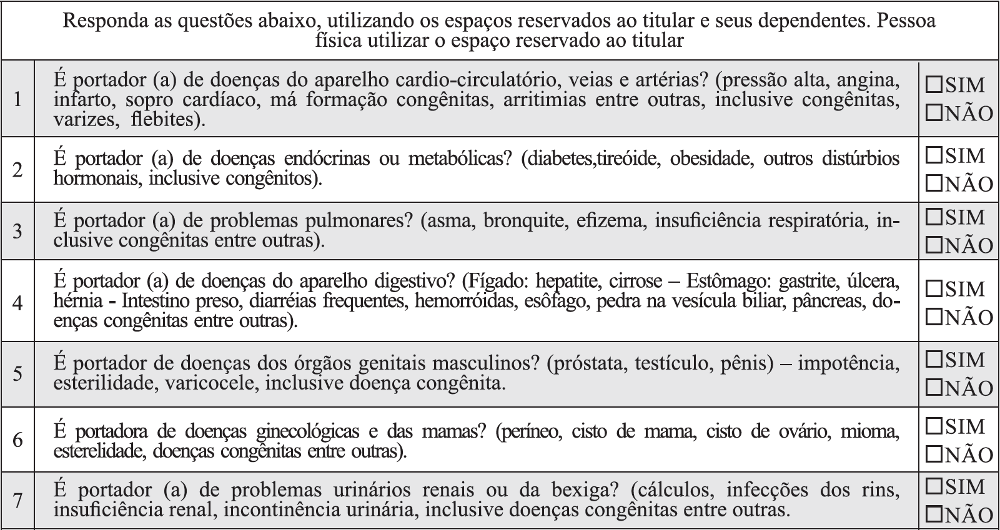 Responda as questões abaixo, utilizando os espaços reservados ao titular e seus dependentes. Pessoa
física utilizar o espaço reservado ao titular
1
É portador (a) de doenças do aparelho cardio-circulatório, veias e artérias? (pressão alta, angina,
infarto, sopro cardíaco, má formação congênitas, arritimias entre outras, inclusive congênitas,
varizes, flebites).
SIM
NÃO
2
É portador (a) de doenças endócrinas ou metabólicas? (diabetes,tireóide, obesidade, outros distúrbios
hormonais, inclusive congênitos).
SIM
NÃO
3
É portador (a) de problemas pulmonares? (asma, bronquite, efizema, insuficiência respiratória, in-
clusive congênitas entre outras).
SIM
NÃO
4
É portador (a) de doenças do aparelho digestivo? (Fígado: hepatite, cirrose – Estômago: gastrite, úlcera,
hérnia - Intestino preso, diarréias frequentes, hemorróidas, esôfago, pedra na vesícula biliar, pâncreas, do-
enças congênitas entre outras).
SIM
NÃO
5
É portador de doenças dos órgãos genitais masculinos? (próstata, testículo, pênis) – impotência,
esterilidade, varicocele, inclusive doença congênita.
SIM
NÃO
6
É portadora de doenças ginecológicas e das mamas? (períneo, cisto de mama, cisto de ovário, mioma,
esterelidade, doenças congênitas entre outras).
SIM
NÃO
7
É portador (a) de problemas urinários renais ou da bexiga? (cálculos, infecções dos rins,
insuficiência renal, incontinência urinária, inclusive doenças congênitas entre outras.
SIM
NÃO